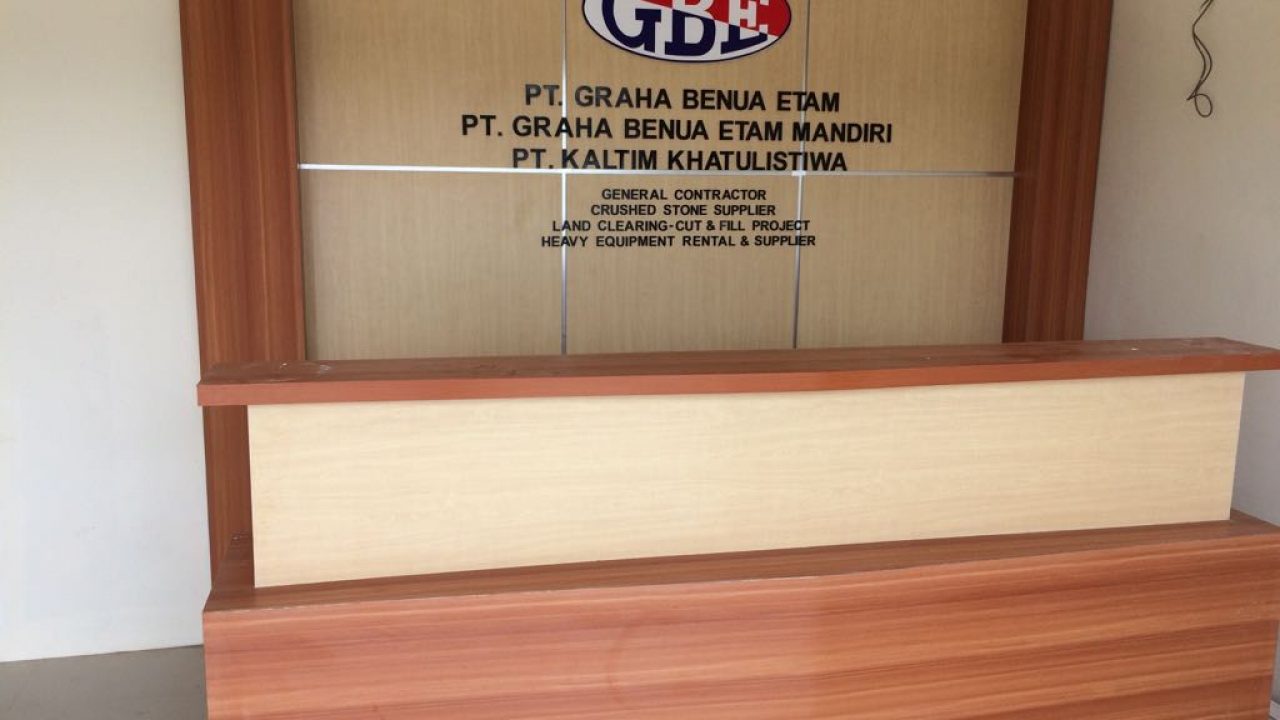 GBE
PT. GRAHA BENUA ETAM
PT. GRAHA BENUA ETAM MANDIRI
PT. KALTIM KHATULISTIWA
GENERAL CONTRACTOR
CRUSHED STONE SUPPLIER
LAND CLEARING-CUT & FILL PROJECT
HEAVY EQUIPMENT RENTAL & SUPPLIER